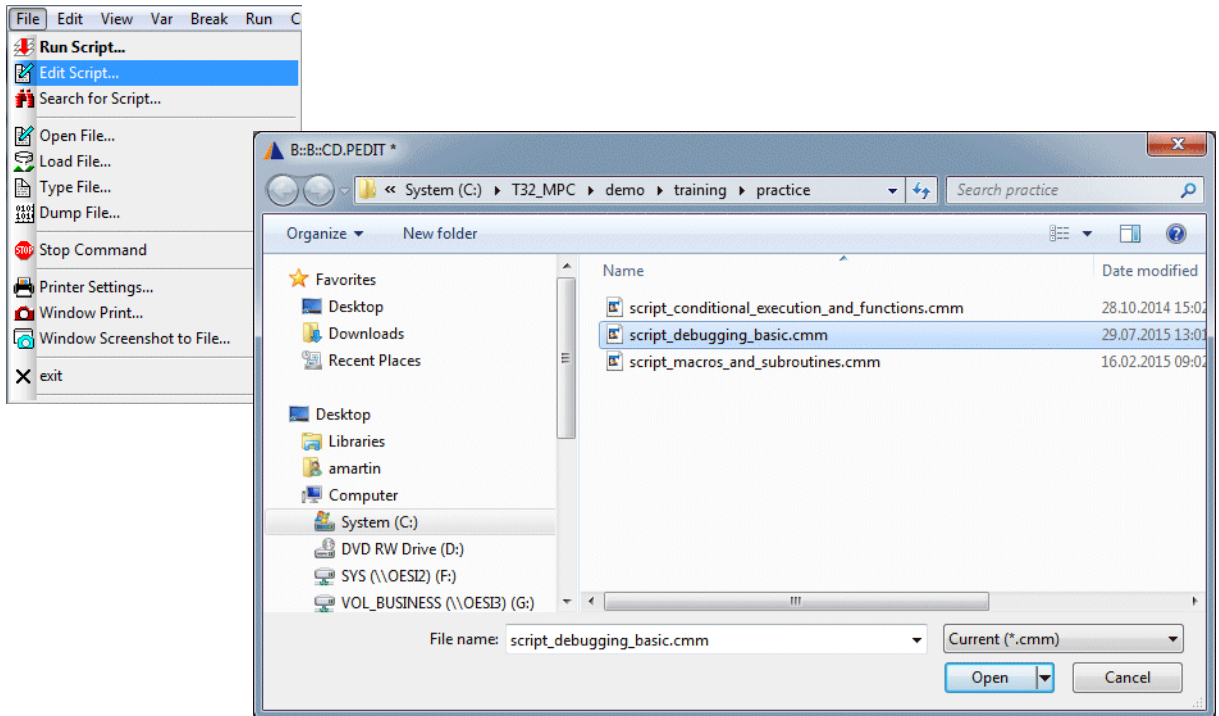 File Edit View Var Break Run C
Run Script...
Edit Script...
Search for Script...
Open File...
Load File...
Type File...
Dump File...
STOP Stop Command
Printer Settings...
Window Print...
Window Screenshot to File...
exit
B::B::CD.PEDIT *
« System (C:) T32_MPC demo training practice
Search practice
Organize New folder
Name Date modified
Favorites
Desktop
Downloads
Recent Places
Desktop
Libraries
amartin
Computer
System (C:)
DVD RW Drive (D:)
SYS (\\OESI2) (F:)
VOL_BUSINESS (\\OESI3) (G:)
script_conditional_execution_and_functions.cmm 28.10.2014 15:02
script_debugging_basic.cmm 29.07.2015 13:01
script_macros_and_subroutines.cmm 16.02.2015 09:02
File name: script_debugging_basic.cmm Current (*.cmm)
Open Cancel